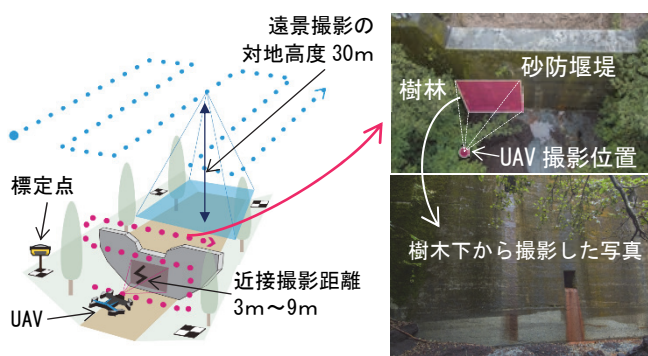 遠景撮影の
対地高度 30m
標定点
UAV
近接撮影距離
3m～9m
砂防堰堤
樹林
UAV 撮影位置
樹木下から撮影した写真